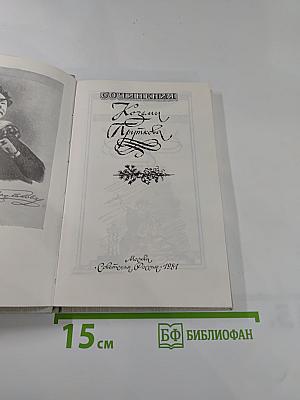 СОЧИНЕНИЯ
Козьмы
Пруткова
Москва
«Советская Россия» 1981
15 см
БФ БИБЛИОФАН